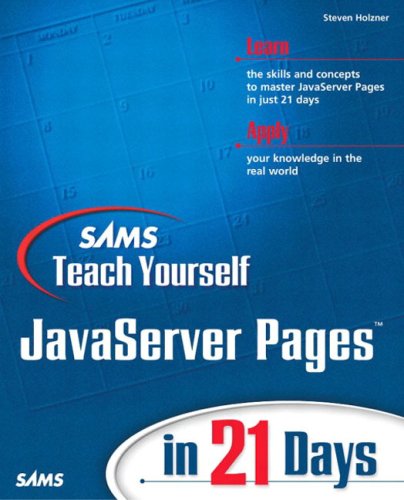 Steven Holzner
Learn
the skills and concepts
to master JavaServer Pages
in just 21 days
Apply
your knowledge in the
real world
SAMS
Teach Yourself
JavaServer Pages™
in 21 Days
SAMS